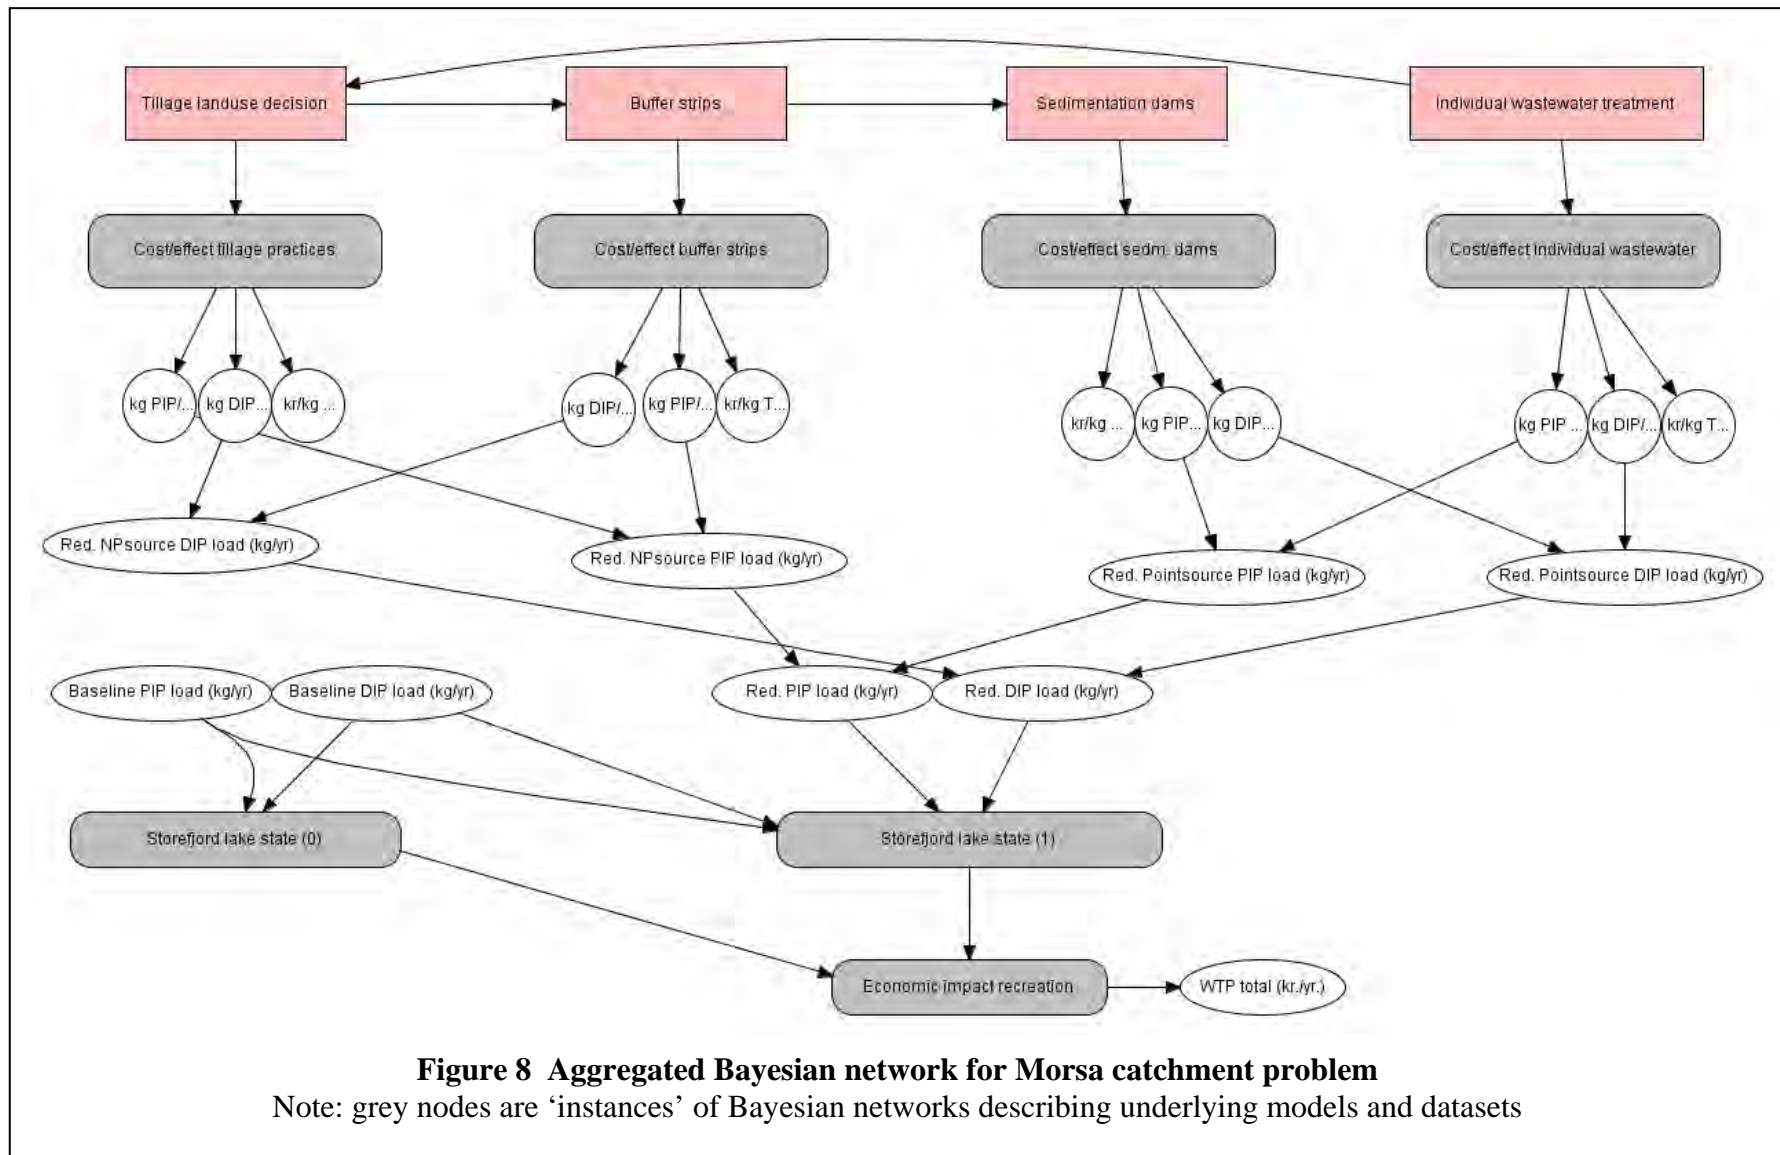 Tillage landuse decision
Buffer strips
Sedimentation dams
Individual wastewater treatment
Cost/effect tillage practices
Cost/effect buffer strips
Cost/effect sedm. dams
Cost/effect individual wastewater
kg PIP/...
kg DIP...
kr/kg ...
kg DIP/...
kg PIP/...
kr/kg T...
kr/kg ...
kg PIP...
kg DIP...
kg PIP ...
kg DIP/...
kr/kg T...
Red. NPsource DIP load (kg/yr)
Red. NPsource PIP load (kg/yr)
Red. Pointsource PIP load (kg/yr)
Red. Pointsource DIP load (kg/yr)
Baseline PIP load (kg/yr)
Baseline DIP load (kg/yr)
Red. PIP load (kg/yr)
Red. DIP load (kg/yr)
Storefjord lake state (0)
Storefjord lake state (1)
Economic impact recreation
WTP total (kr./yr.)
Figure 8 Aggregated Bayesian network for Morsa catchment problem
Note: grey nodes are ‘instances’ of Bayesian networks describing underlying models and datasets